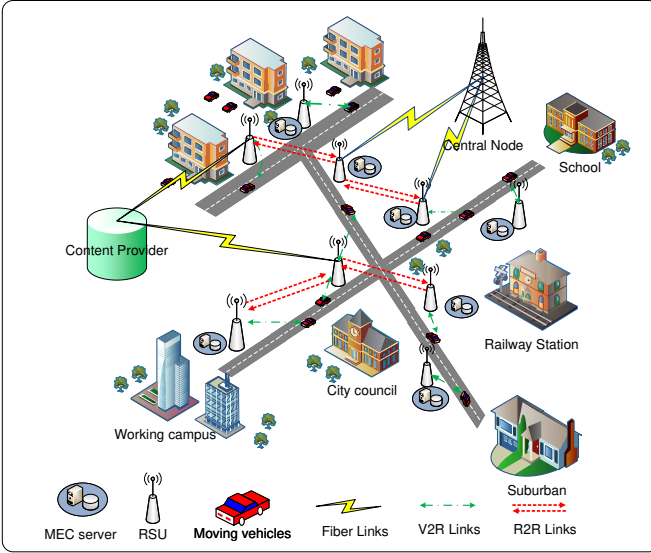 Central Node
School
Content Provider
Railway Station
City council
Working campus
Suburban
MEC server
RSU
Moving vehicles
Fiber Links
V2R Links
R2R Links